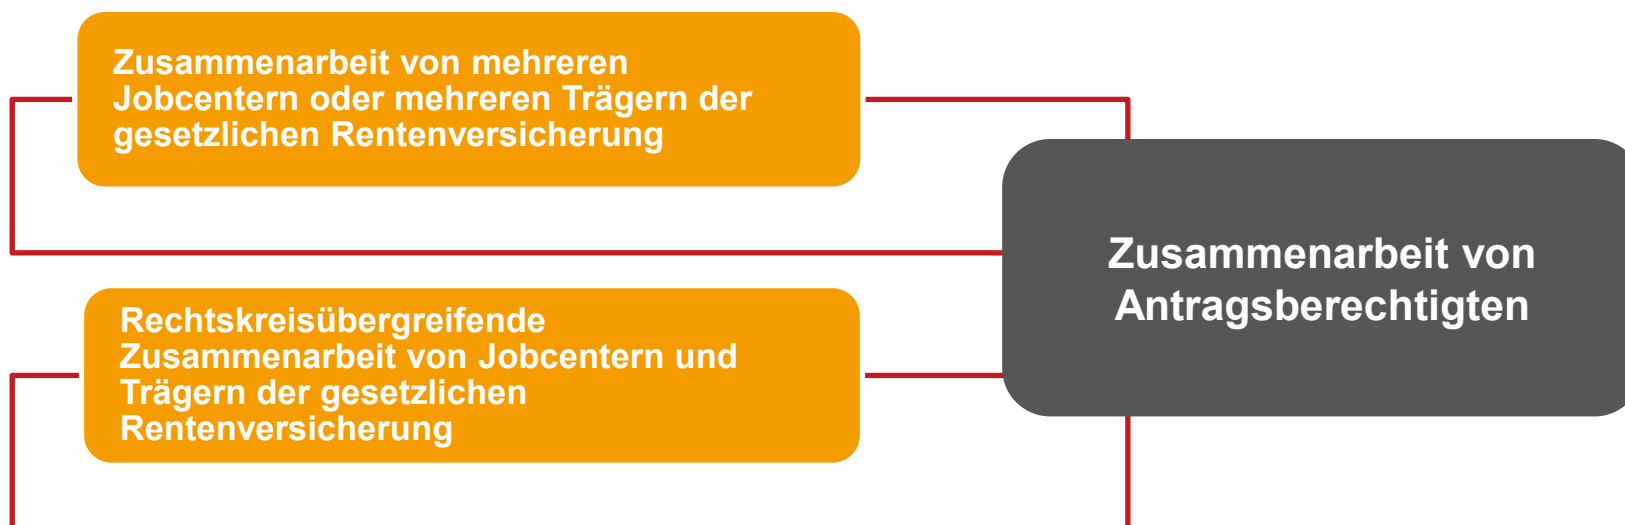 Zusammenarbeit von mehreren
Jobcentern oder mehreren Trägern der
gesetzlichen Rentenversicherung
Zusammenarbeit von
Antragsberechtigten
Rechtskreisübergreifende
Zusammenarbeit von Jobcentern und
Trägern der gesetzlichen
Rentenversicherung